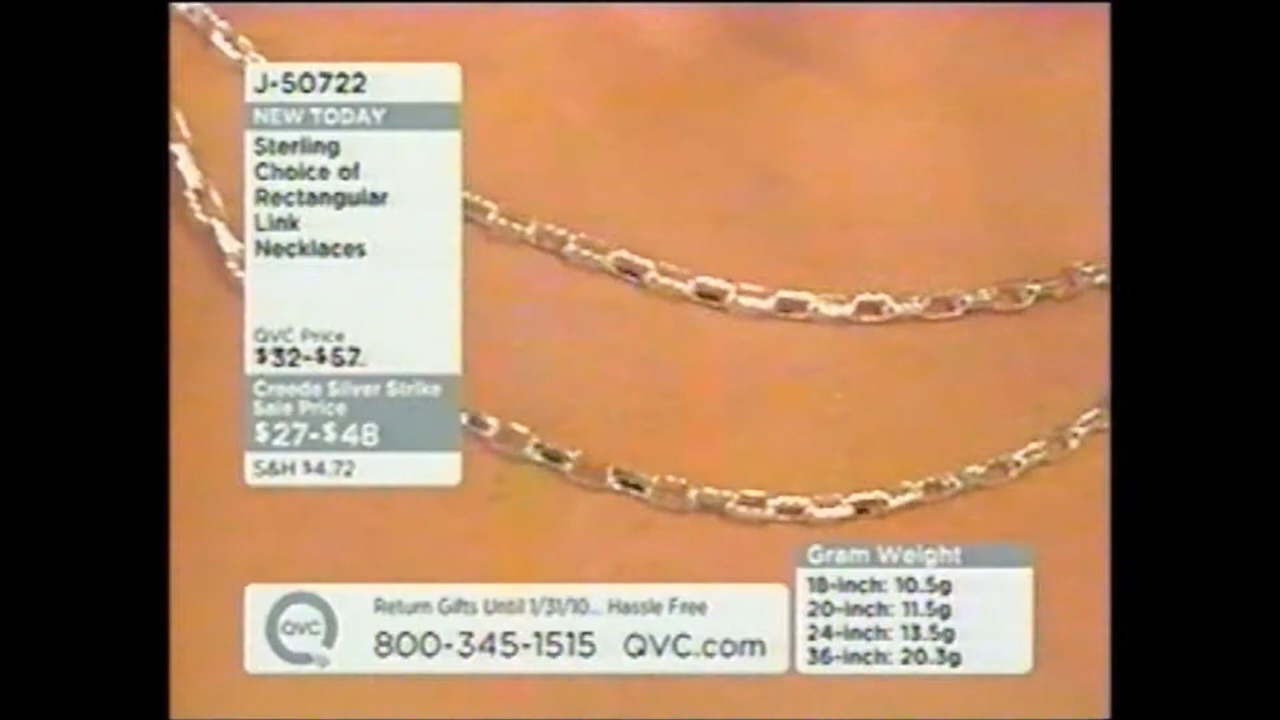 J-50722
NEW TODAY
Sterling
Choice of
Rectangular
Link
Necklaces
QVC Price
$32-$57
Creede Silver Strike
Sale Price
$27-$48
S&H $4.72
Gram Weight
18-inch: 10.5g
20-inch: 11.5g
24-inch: 13.5g
36-inch: 20.3g
Return Gifts Until 1/31/10... Hassle Free
QVC
800-345-1515 QVC.com